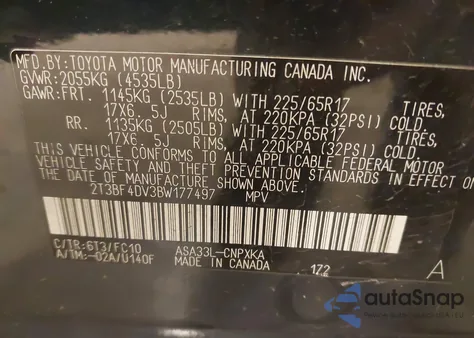 MFD.BY:TOYOTA MOTOR MANUFACTURING CANADA INC.
GVWR:2055KG (4535LB)
GAWR:FRT. 1145KG (2535LB) WITH 225/65R17 TIRES,
17X6.5J RIMS, AT 220KPA (32PSI) COLD.
RR. 1135KG (2505LB) WITH 225/65R17 TIRES,
17X6.5J RIMS, AT 220KPA (32PSI) COLD.
THIS VEHICLE CONFORMS TO ALL APPLICABLE FEDERAL MOTOR
VEHICLE SAFETY AND THEFT PREVENTION STANDARDS IN EFFECT ON
THE DATE OF MANUFACTURE SHOWN ABOVE.
2T3BF4DV3BW177497 MPV
C/TR:6T3/FC10 ASA33L-CNPXKA
A/TM:-02A/U140F MADE IN CANADA 172 A
autoSnap